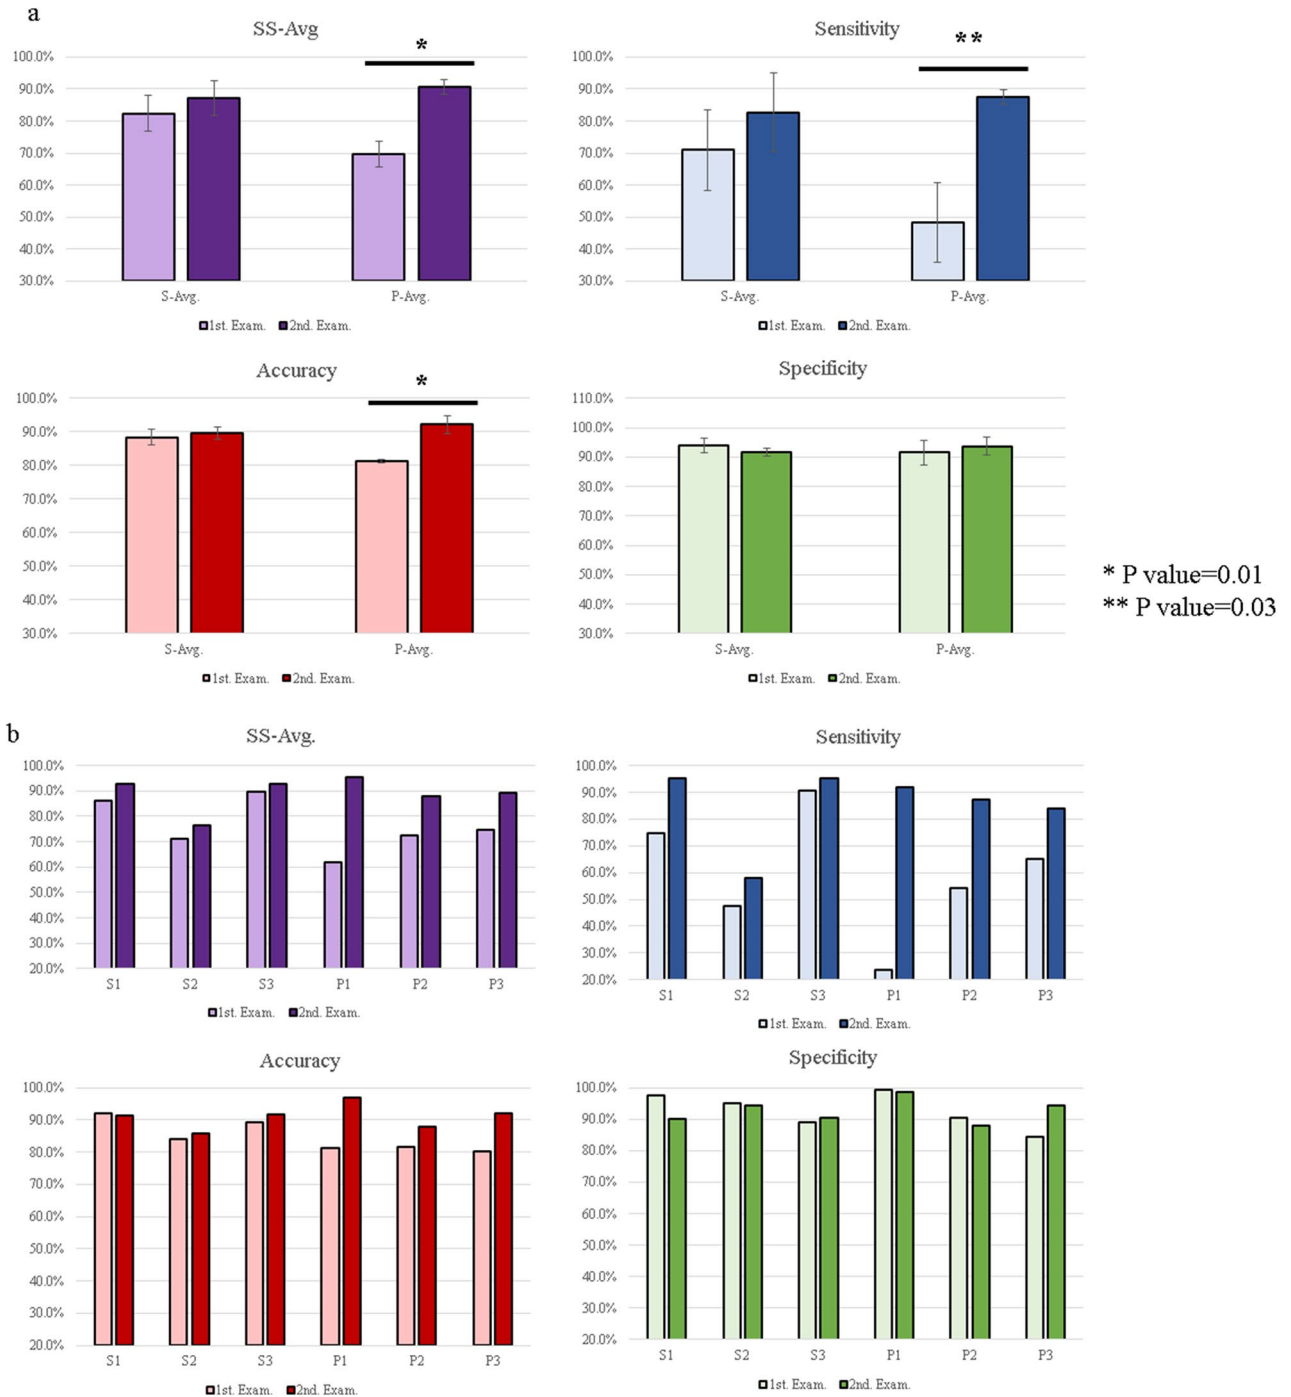 a
SS-Avg
*
100.0%
90.0%
80.0%
70.0%
60.0%
50.0%
40.0%
30.0%
S-Avg. P-Avg.
1st. Exam. 2nd. Exam.
Sensitivity
**
100.0%
90.0%
80.0%
70.0%
60.0%
50.0%
40.0%
30.0%
S-Avg. P-Avg.
1st. Exam. 2nd. Exam.
Accuracy
*
100.0%
90.0%
80.0%
70.0%
60.0%
50.0%
40.0%
30.0%
S-Avg. P-Avg.
1st. Exam. 2nd. Exam.
Specificity
110.0%
100.0%
90.0%
80.0%
70.0%
60.0%
50.0%
40.0%
30.0%
S-Avg. P-Avg.
1st. Exam. 2nd. Exam.
* P value=0.01
** P value=0.03
b
SS-Avg.
100.0%
90.0%
80.0%
70.0%
60.0%
50.0%
40.0%
30.0%
20.0%
S1 S2 S3 P1 P2 P3
1st. Exam. 2nd. Exam.
Sensitivity
100.0%
90.0%
80.0%
70.0%
60.0%
50.0%
40.0%
30.0%
20.0%
S1 S2 S3 P1 P2 P3
1st. Exam. 2nd. Exam.
Accuracy
100.0%
90.0%
80.0%
70.0%
60.0%
50.0%
40.0%
30.0%
20.0%
S1 S2 S3 P1 P2 P3
1st. Exam. 2nd. Exam.
Specificity
100.0%
90.0%
80.0%
70.0%
60.0%
50.0%
40.0%
30.0%
20.0%
S1 S2 S3 P1 P2 P3
1st. Exam. 2nd. Exam.